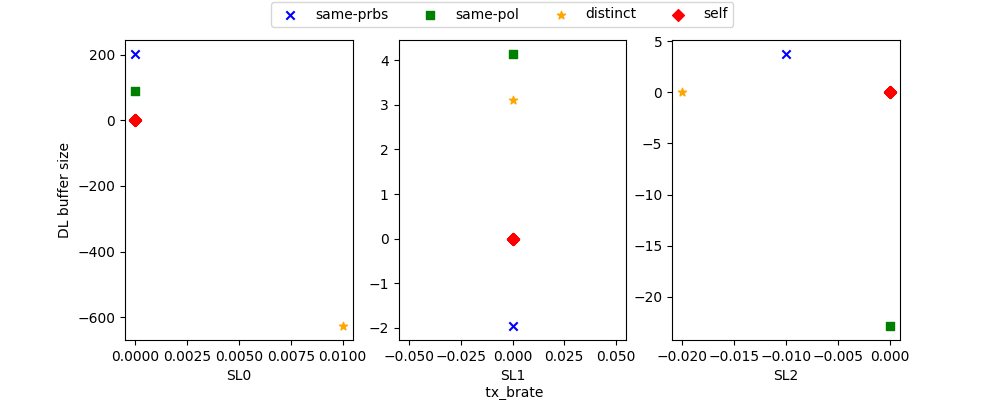 same-prbs same-pol distinct self
DL buffer size
200
0
−200
−400
−600
0.0000 0.0025 0.0050 0.0075 0.0100
SL0
4
3
2
1
0
−1
−2
−0.050 −0.025 0.000 0.025 0.050
SL1
tx_brate
5
0
−5
−10
−15
−20
−0.020 −0.015 −0.010 −0.005 0.000
SL2